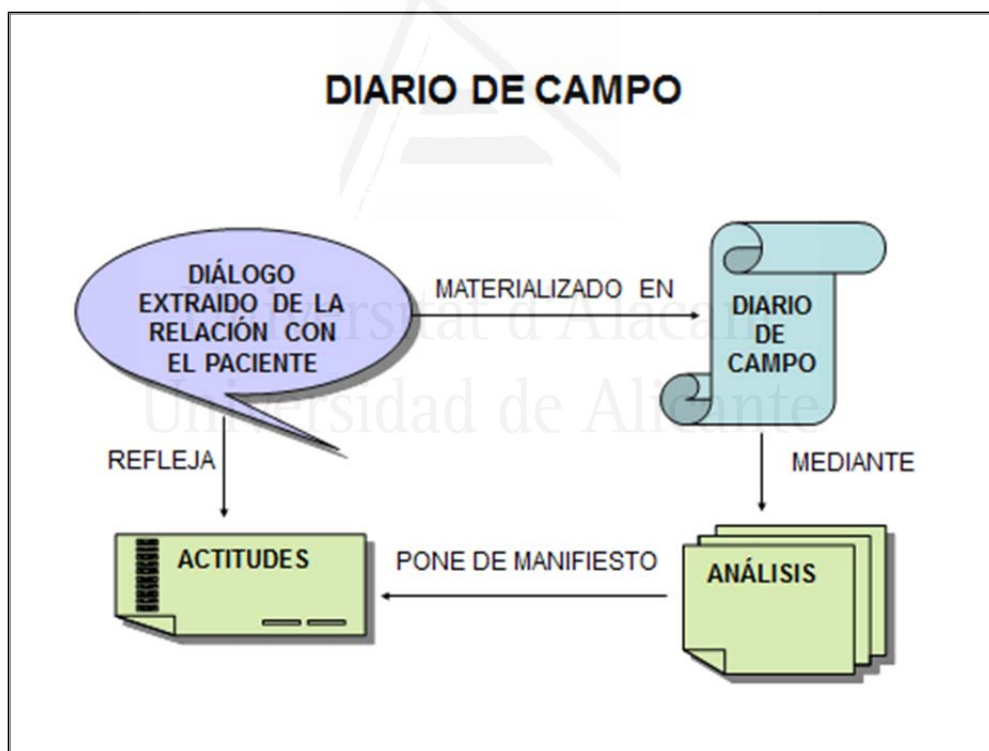 DIARIO DE CAMPO
DIÁLOGO
EXTRAIDO DE LA
RELACIÓN CON
EL PACIENTE
MATERIALIZADO EN
DIARIO
DE
CAMPO
Universitat d'Alacant
Universidad de Alicante
REFLEJA
MEDIANTE
ACTITUDES
PONE DE MANIFIESTO
ANÁLISIS